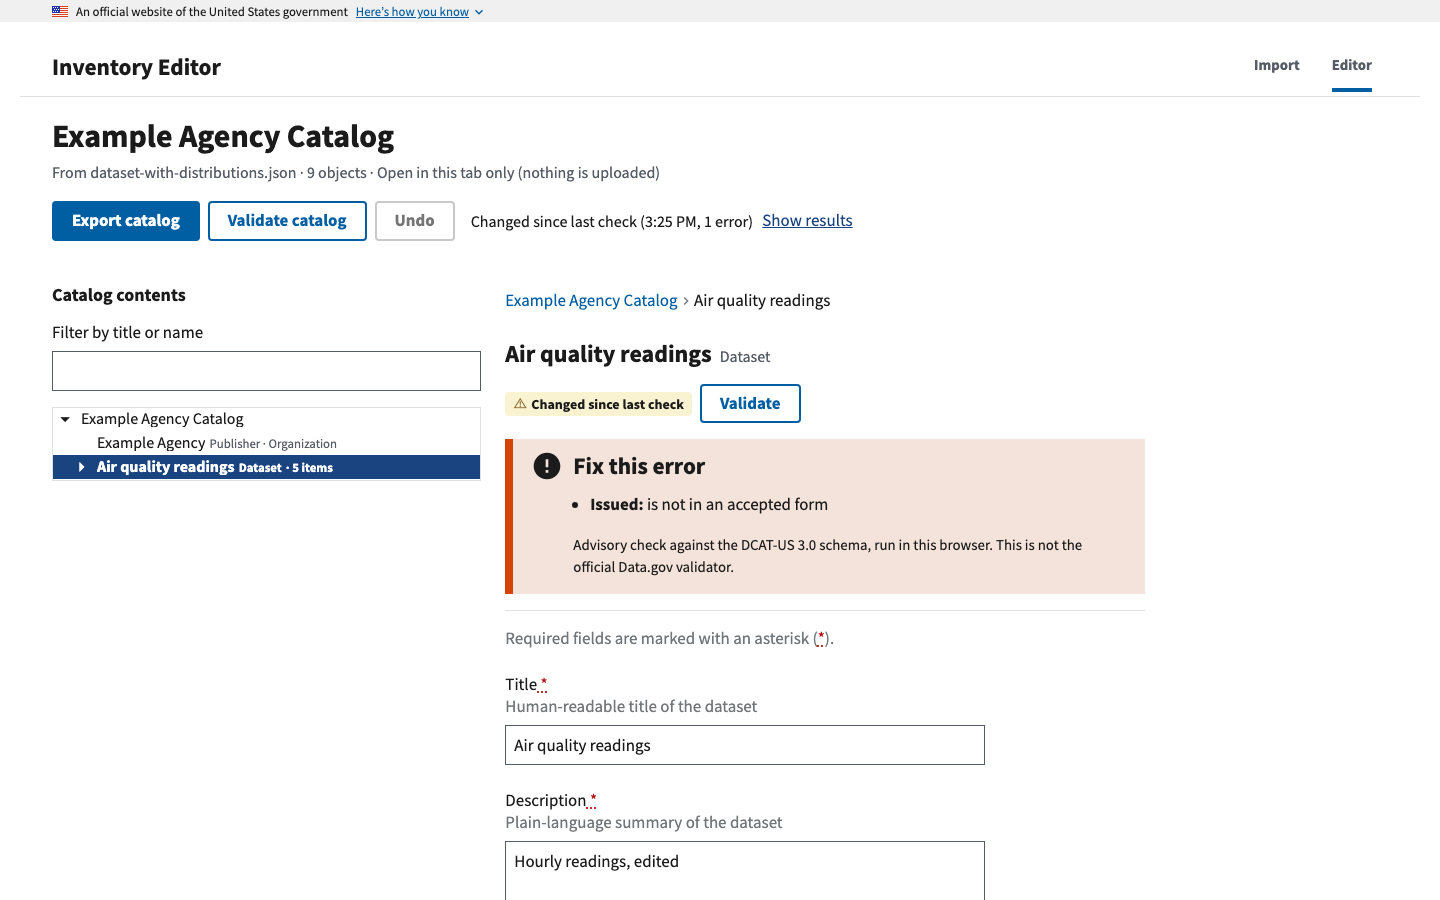 An official website of the United States government Here's how you know
Inventory Editor
Import Editor
Example Agency Catalog
From dataset-with-distributions.json · 9 objects · Open in this tab only (nothing is uploaded)
Export catalog Validate catalog Undo Changed since last check (3:25 PM, 1 error) Show results
Catalog contents
Filter by title or name
Example Agency Catalog
Example Agency Publisher · Organization
Air quality readings Dataset · 5 items
Example Agency Catalog > Air quality readings
Air quality readings Dataset
Changed since last check Validate
Fix this error
• Issued: is not in an accepted form
Advisory check against the DCAT-US 3.0 schema, run in this browser. This is not the
official Data.gov validator.
Required fields are marked with an asterisk (*).
Title *
Human-readable title of the dataset
Air quality readings
Description *
Plain-language summary of the dataset
Hourly readings, edited